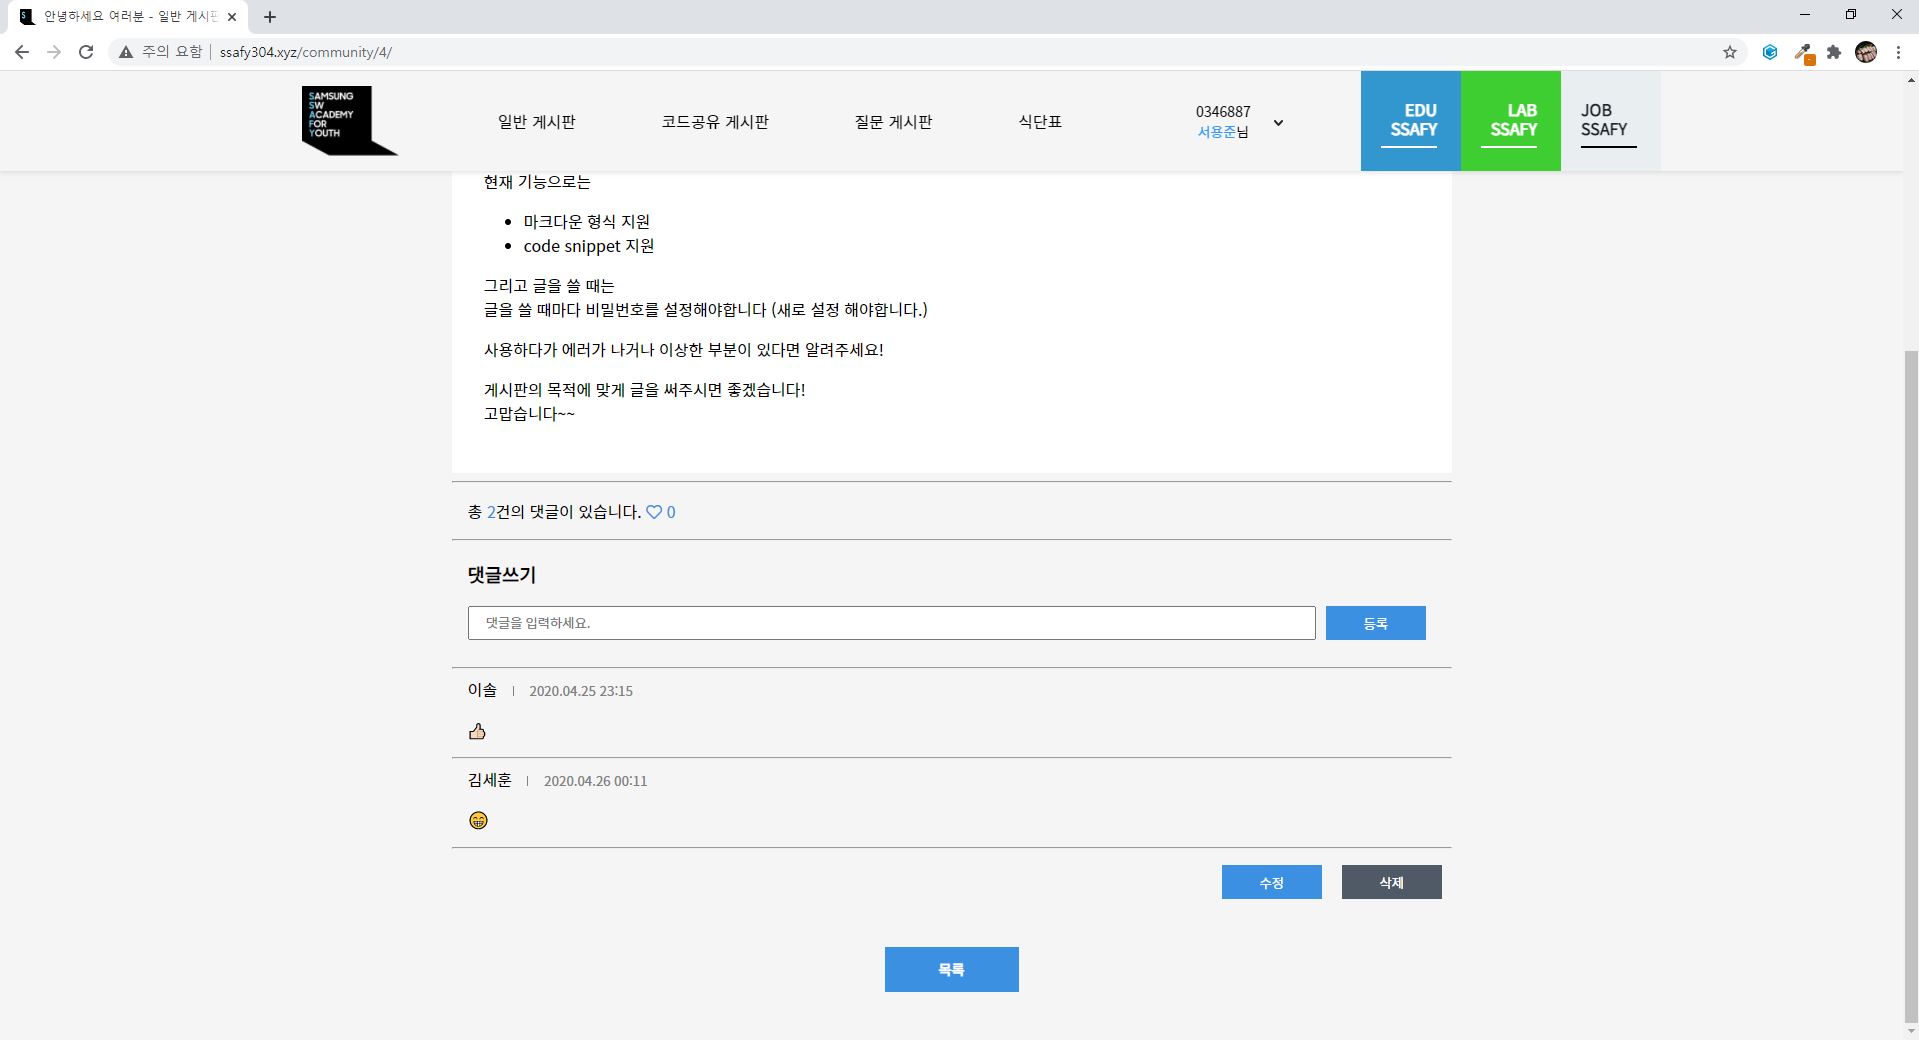 안녕하세요 여러분 - 일반 게시판
주의 요함 | ssafy304.xyz/community/4/
SAMSUNG
SW
ACADEMY
FOR
YOUTH
일반 게시판
코드공유 게시판
질문 게시판
식단표
0346887
서용준님
EDU
SSAFY
LAB
SSAFY
JOB
SSAFY
현재 기능으로는
마크다운 형식 지원
code snippet 지원
그리고 글을 쓸 때는
글을 쓸 때마다 비밀번호를 설정해야합니다 (새로 설정 해야합니다.)
사용하다가 에러가 나거나 이상한 부분이 있다면 알려주세요!
게시판의 목적에 맞게 글을 써주시면 좋겠습니다!
고맙습니다~~
총 2건의 댓글이 있습니다. ♡ 0
댓글쓰기
댓글을 입력하세요.
등록
이솔 | 2020.04.25 23:15
👍🏻
김세훈 | 2020.04.26 00:11
😁
수정
삭제
목록